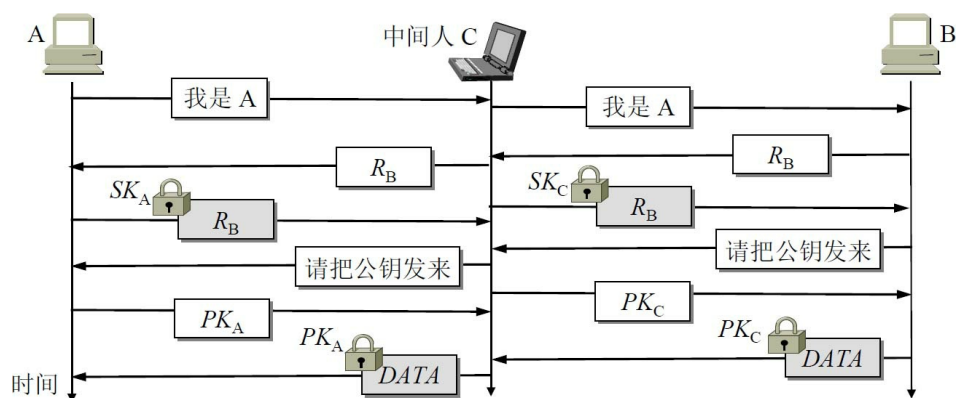 A
中间人 C
B
我是 A
我是 A
R_B
R_B
SK_A
R_B
SK_C
R_B
请把公钥发来
请把公钥发来
PK_A
PK_C
PK_A
DATA
PK_C
DATA
时间